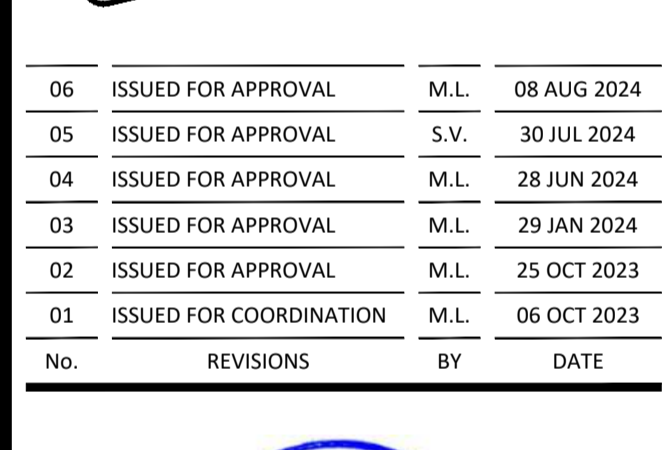 06 ISSUED FOR APPROVAL M.L. 08 AUG 2024
05 ISSUED FOR APPROVAL S.V. 30 JUL 2024
04 ISSUED FOR APPROVAL M.L. 28 JUN 2024
03 ISSUED FOR APPROVAL M.L. 29 JAN 2024
02 ISSUED FOR APPROVAL M.L. 25 OCT 2023
01 ISSUED FOR COORDINATION M.L. 06 OCT 2023
No. REVISIONS BY DATE